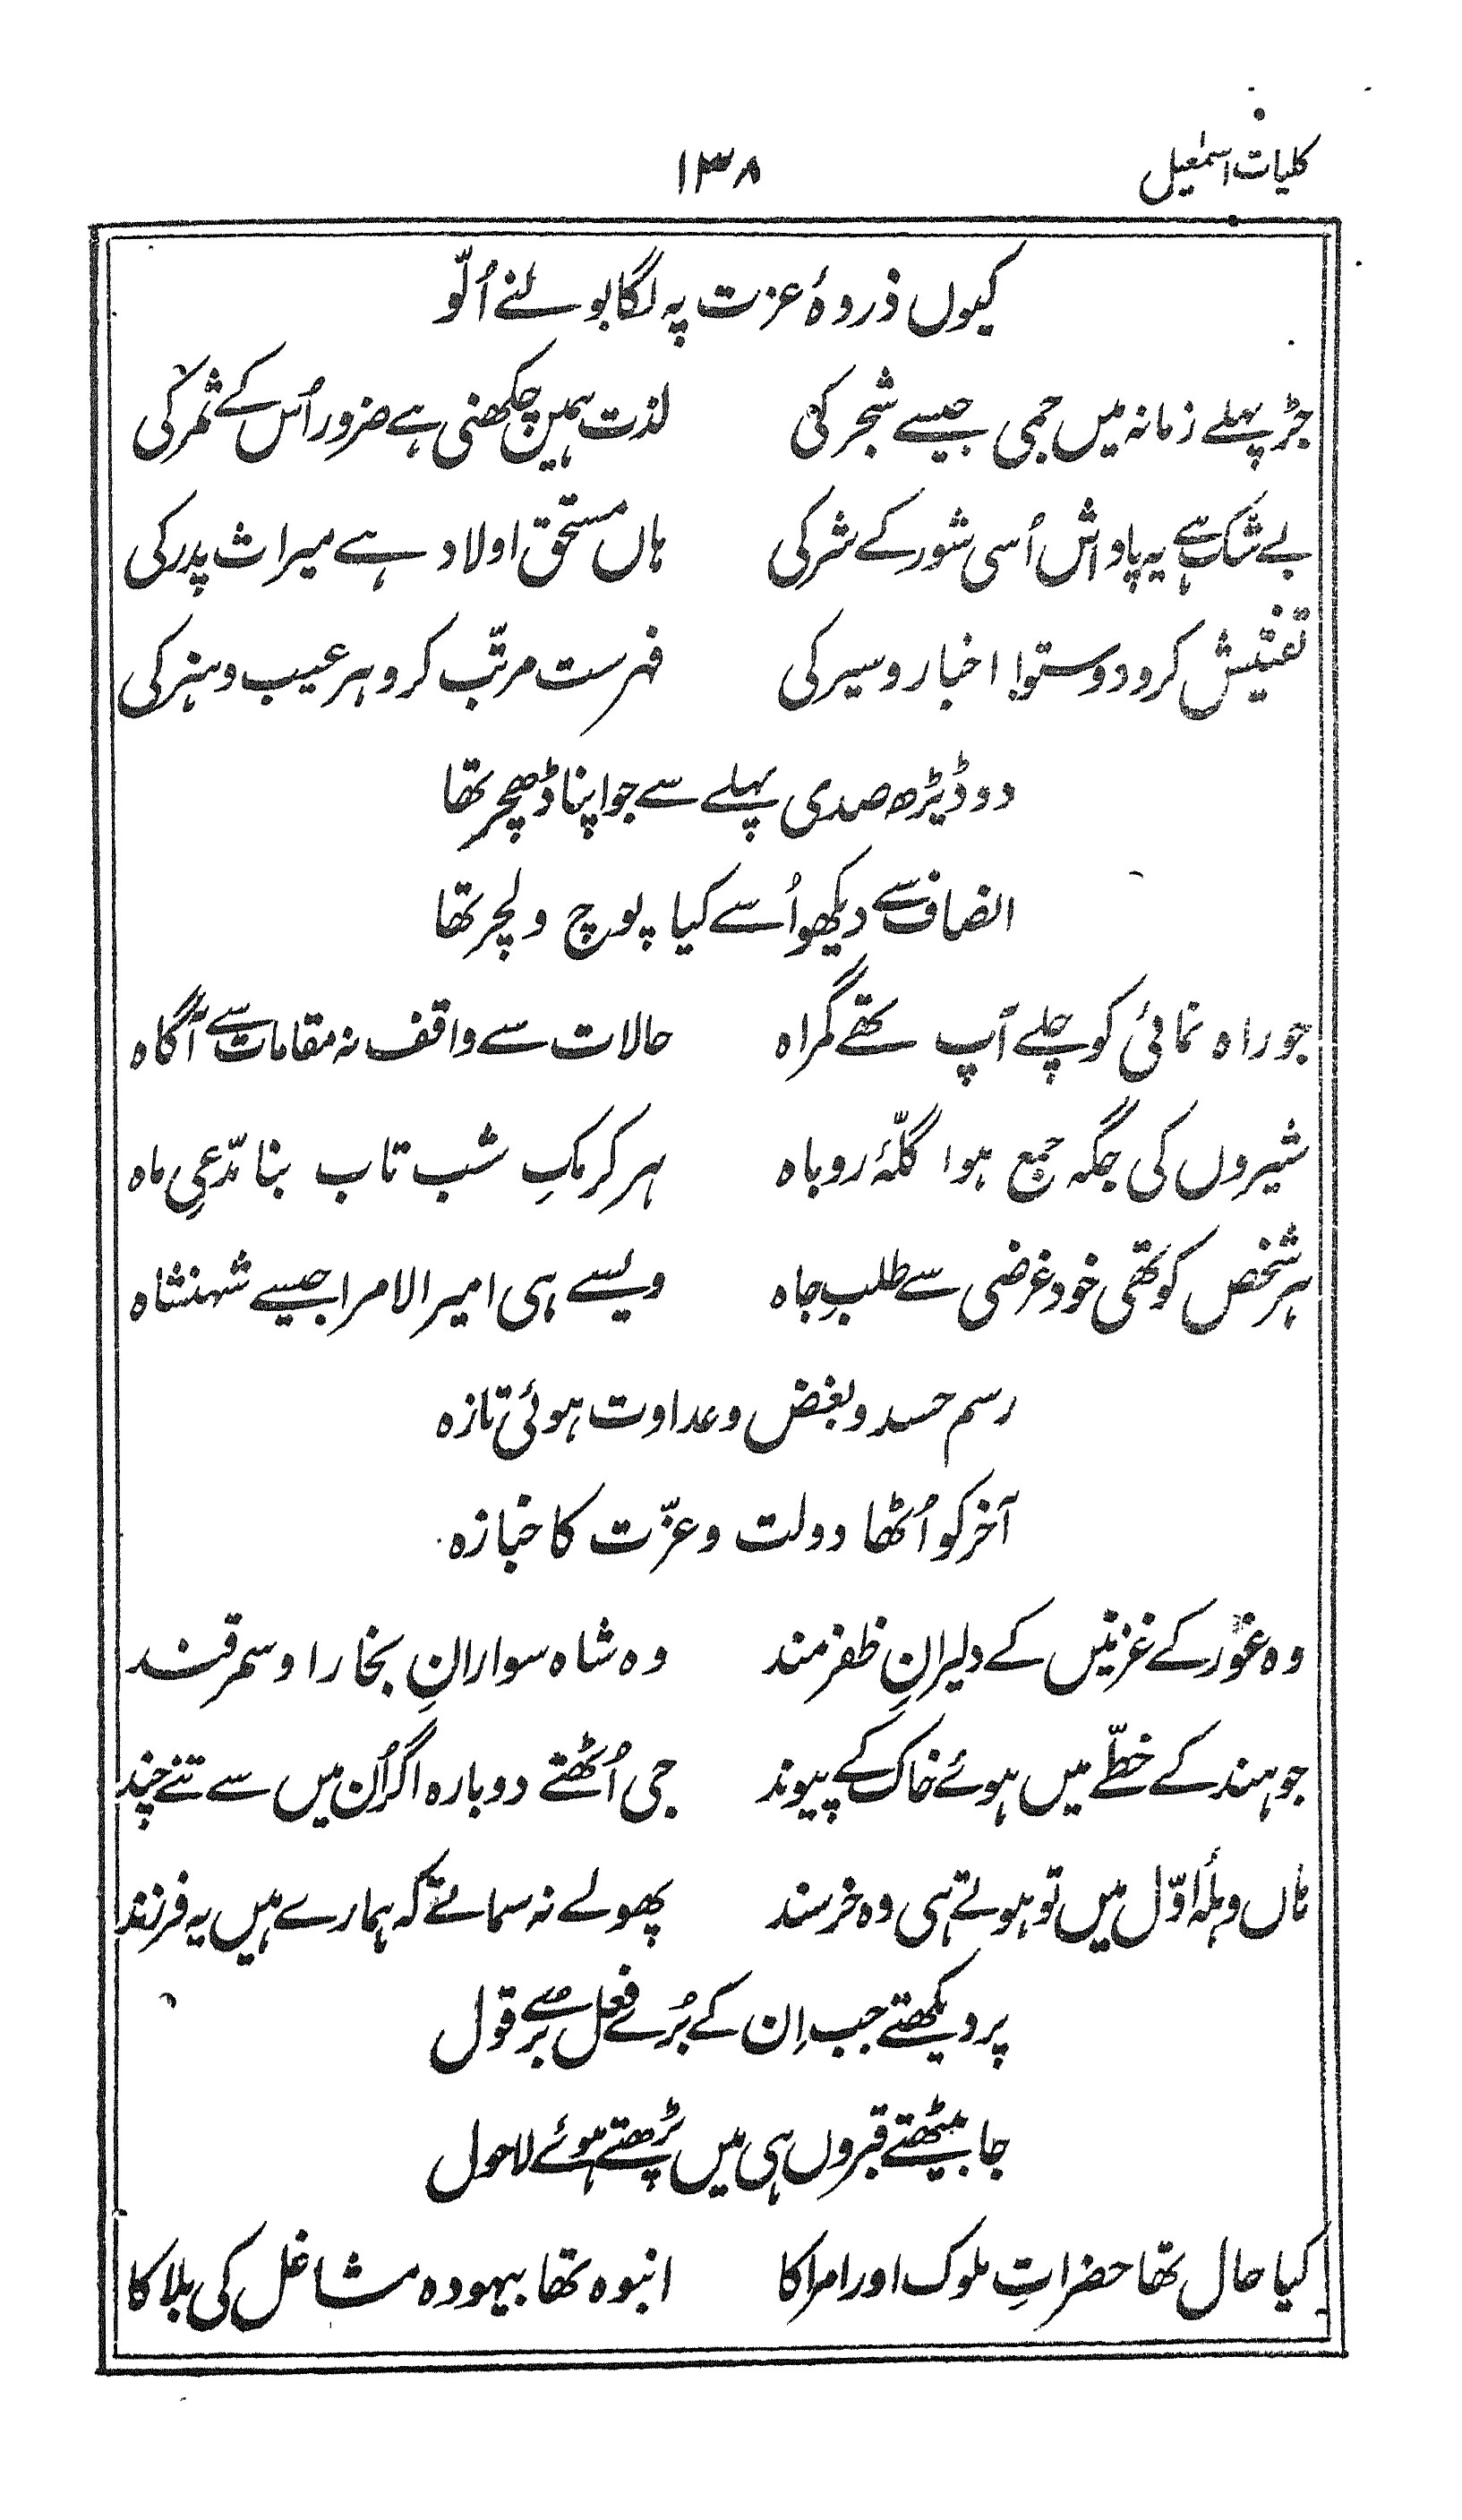 کلیات اسمٰعیل ۱۳۸
کیوں ذروۂ عزت پہ لگا بولنے اُلّو
جڑ پہلے زمانہ میں جمی جیسے شجر کی لذت ہمیں چکھنی ہے ضرور اُس کے ثمر کی
بے شک ہے یہ پاداش اُسی شور کے شر کی ہاں مستحق اولاد ہے میراث پدر کی
تفتیش کرو دوستو! اخبار و سیر کی فہرست مرتّب کرو ہر عیب و ہنر کی
دو ڈیڑھ صدی پہلے سے جو اپنا ڈھچر تھا
انصاف سے دیکھو اُسے کیا پوچ و لچر تھا
جو راہ نمائی کو چلے آپ تھے گمراہ حالات سے واقف نہ مقامات سے آگاہ
شیروں کی جگہ جمع ہوا گلّۂ روباہ ہر کرمکِ شب تاب بنا مدّعیِ ماہ
ہر شخص کو تھی خود غرضی سے طلبِ جاہ ویسے ہی امیر الامرا جیسے شہنشاہ
رسم حسد و بغض و عداوت ہوئی تازہ
آخر کو اُٹھا دولت و عزّت کا جنازہ
وہ غور کے غزنیں کے دلیرانِ ظفرمند وہ شاہ سوارانِ بخارا و سمرقند
جو ہند کے خطّے میں ہوئے خاک کے پیوند جی اُٹھتے دوبارہ اگر اُن میں سے تنے چند
ہاں وہلۂ اوّل میں تو ہوتے ہی وہ خرسند پھولے نہ سماتے کہ ہمارے ہیں یہ فرزند
پر دیکھتے جب اِن کے بُرے فعل بُرے قول
جا بیٹھتے قبروں ہی میں پڑھتے ہوئے لاحول
کیا حال تھا حضراتِ ملوک اور امرا کا انبوہ تھا بیہودہ مشاغل کی بلا کا